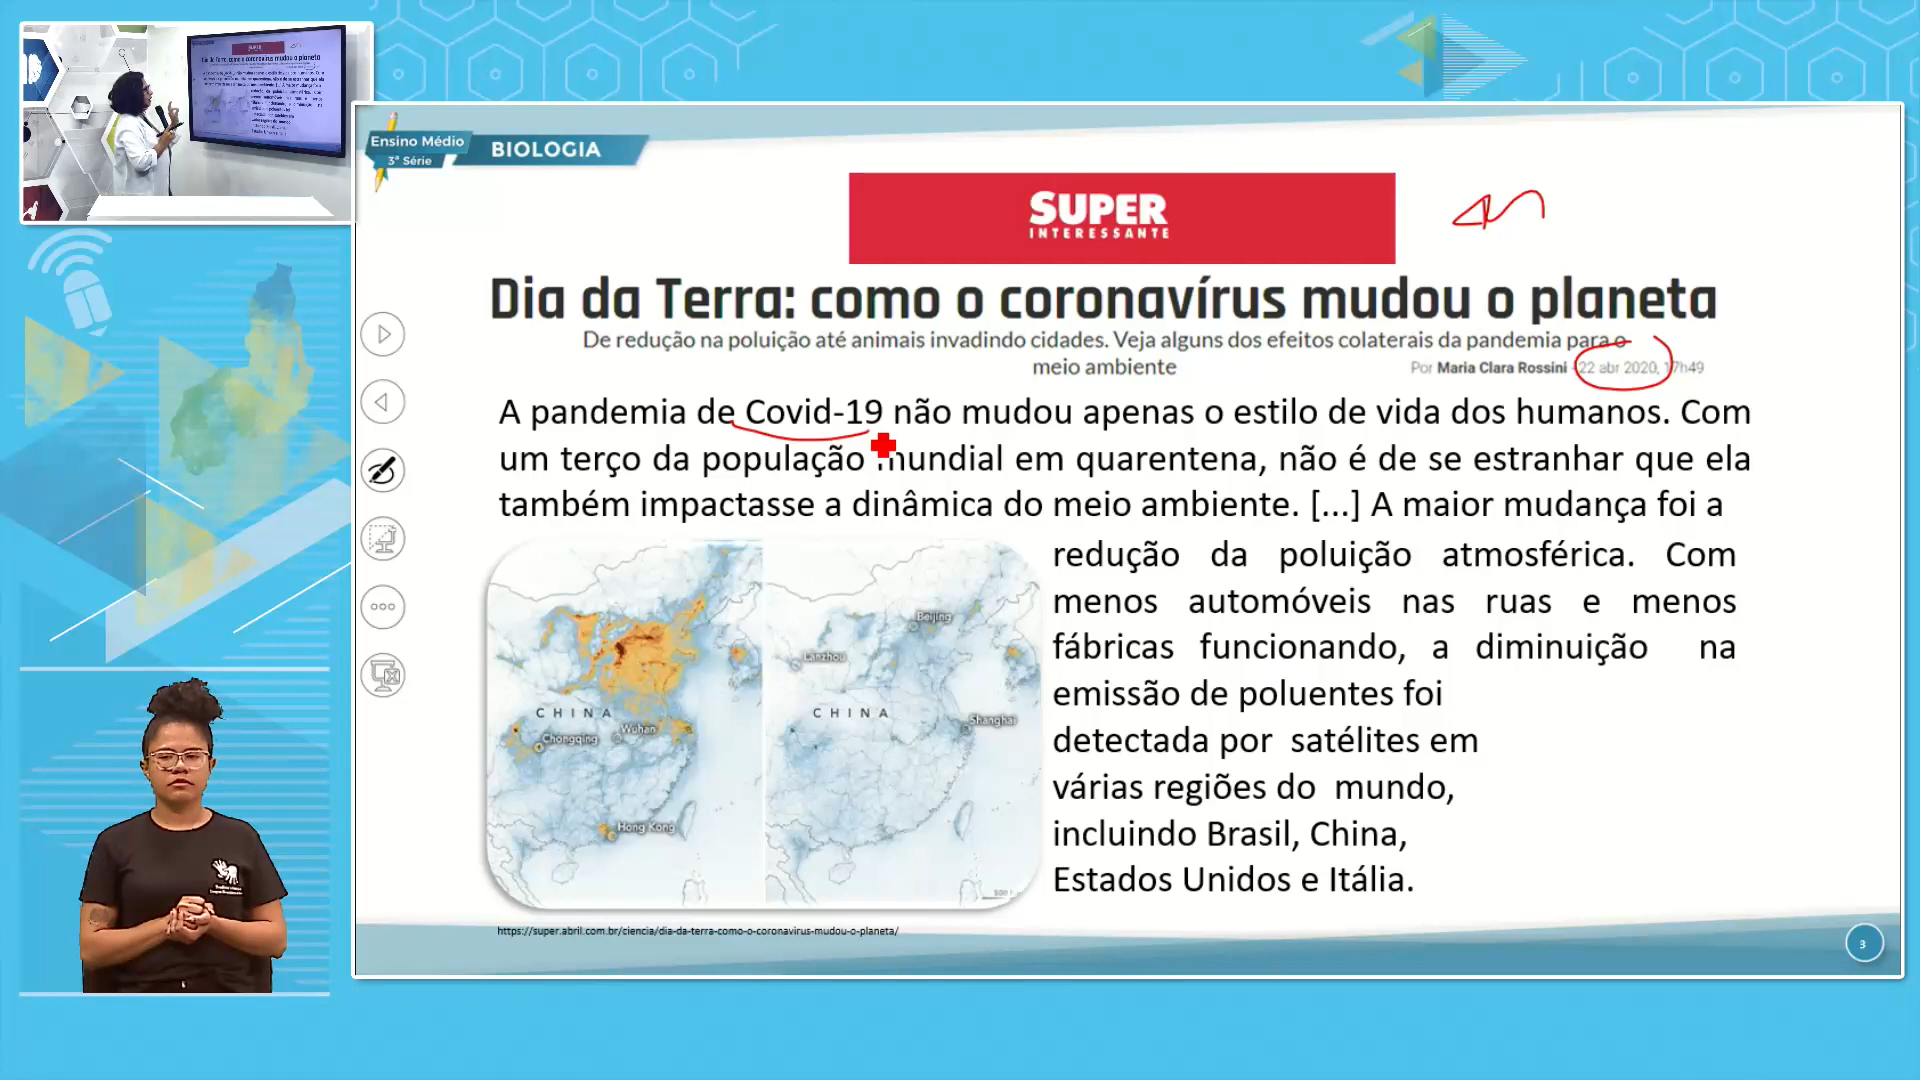 Ensino Médio
3ª Série
BIOLOGIA
SUPER
INTERESSANTE
Dia da Terra: como o coronavírus mudou o planeta
De redução na poluição até animais invadindo cidades. Veja alguns dos efeitos colaterais da pandemia para o
meio ambiente
Por Maria Clara Rossini - 22 abr 2020, 17h49
A pandemia de Covid-19 não mudou apenas o estilo de vida dos humanos. Com
um terço da população mundial em quarentena, não é de se estranhar que ela
também impactasse a dinâmica do meio ambiente. [...] A maior mudança foi a
redução da poluição atmosférica. Com
menos automóveis nas ruas e menos
fábricas funcionando, a diminuição na
emissão de poluentes foi
detectada por satélites em
várias regiões do mundo,
incluindo Brasil, China,
Estados Unidos e Itália.
CHINA
Wuhan
Chongqing
Hong Kong
Beijing
Lanzhou
CHINA
Shanghai
https://super.abril.com.br/ciencia/dia-da-terra-como-o-coronavirus-mudou-o-planeta/
3